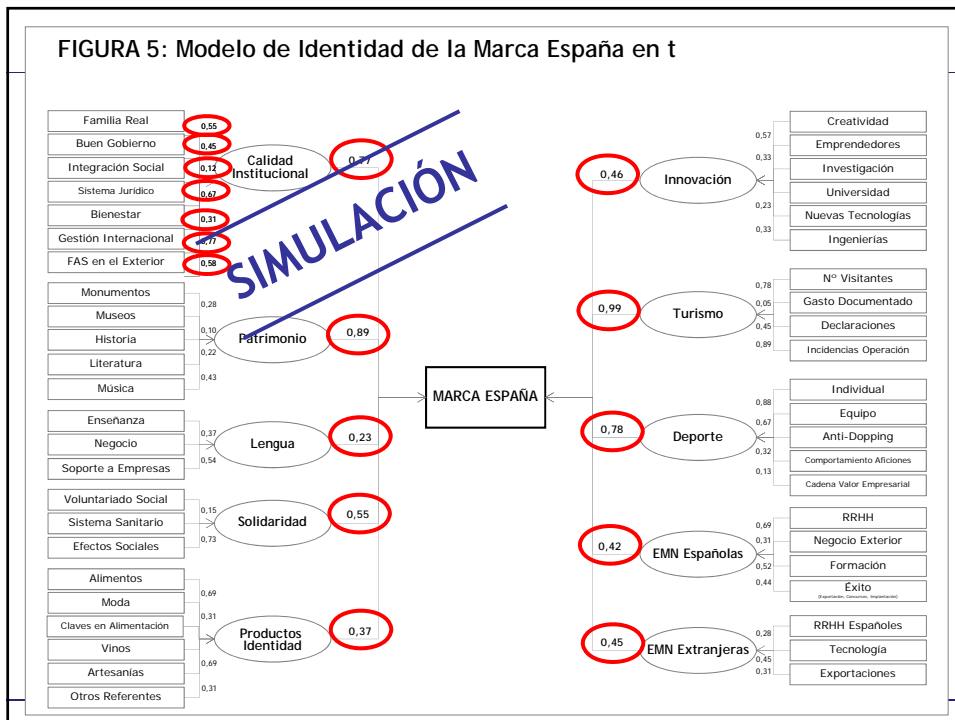 FIGURA 5: Modelo de Identidad de la Marca España en t
Familia Real
Buen Gobierno
Integración Social
Sistema Jurídico
Bienestar
Gestión Internacional
FAS en el Exterior
0,55
0,45
0,12
0,67
0,31
0,77
0,58
Calidad
Institucional
0,77
Monumentos
Museos
Historia
Literatura
Música
0,28
0,10
0,22
0,43
Patrimonio
0,89
Enseñanza
Negocio
Soporte a Empresas
0,37
0,54
Lengua
0,23
Voluntariado Social
Sistema Sanitario
Efectos Sociales
0,15
0,73
Solidaridad
0,55
Alimentos
Moda
Claves en Alimentación
Vinos
Artesanías
Otros Referentes
0,69
0,31
0,69
0,31
Productos
Identidad
0,37
SIMULACIÓN
MARCA ESPAÑA
0,46
Innovación
0,57
0,33
0,23
0,33
Creatividad
Emprendedores
Investigación
Universidad
Nuevas Tecnologías
Ingenierías
0,99
Turismo
0,78
0,05
0,45
0,89
Nº Visitantes
Gasto Documentado
Declaraciones
Incidencias Operación
0,78
Deporte
0,88
0,67
0,32
0,13
Individual
Equipo
Anti-Dopping
Comportamiento Aficiones
Cadena Valor Empresarial
0,42
EMN Españolas
0,69
0,31
0,52
0,44
RRHH
Negocio Exterior
Formación
Éxito
(Exportación, Concursos, Implantación)
0,45
EMN Extranjeras
0,28
0,45
0,31
RRHH Españoles
Tecnología
Exportaciones